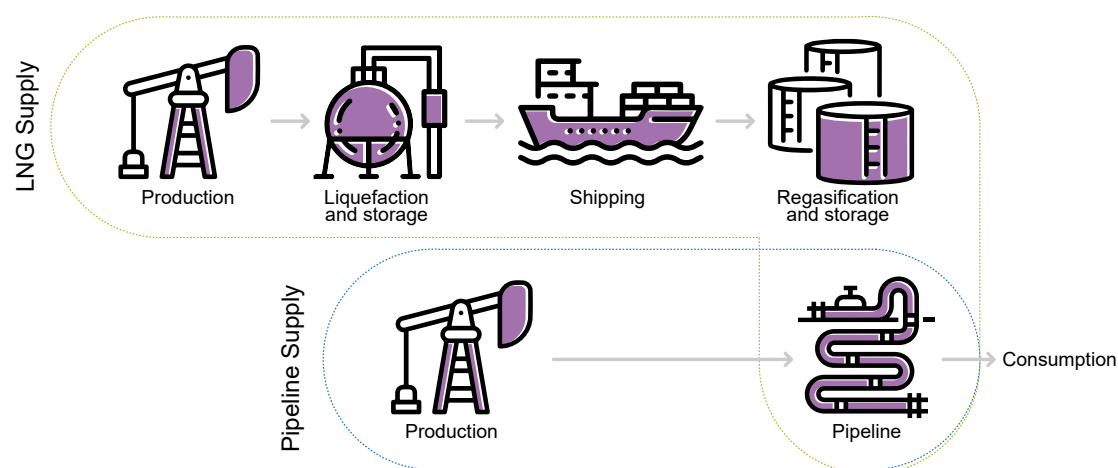 LNG Supply
Production
Liquefaction
and storage
Shipping
Regasification
and storage
Pipeline Supply
Production
Pipeline
Consumption